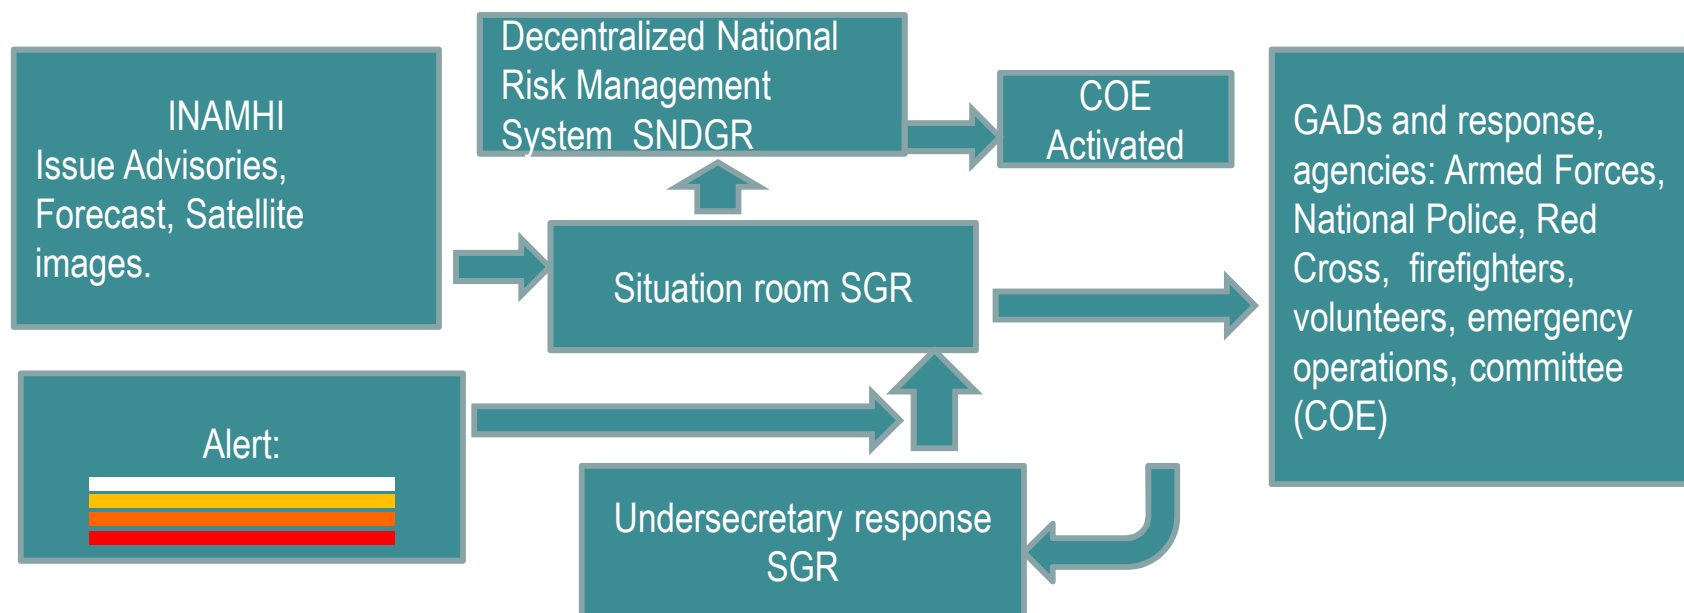 INAMHI
Issue Advisories,
Forecast, Satellite
images.
Decentralized National
Risk Management
System SNDGR
COE
Activated
GADs and response,
agencies: Armed Forces,
National Police, Red
Cross, firefighters,
volunteers, emergency
operations, committee
(COE)
Situation room SGR
Alert:
Undersecretary response
SGR